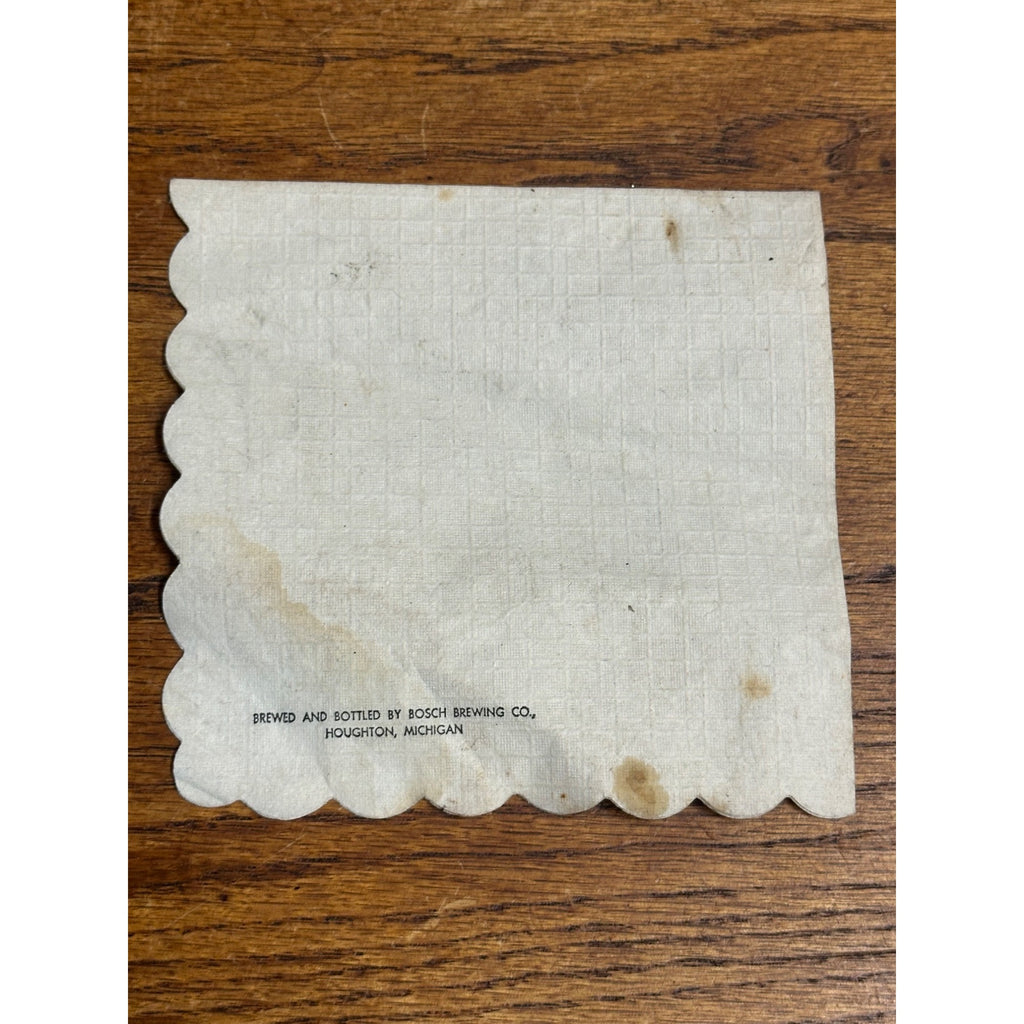 BREWED AND BOTTLED BY BOSCH BREWING CO.,
HOUGHTON, MICHIGAN